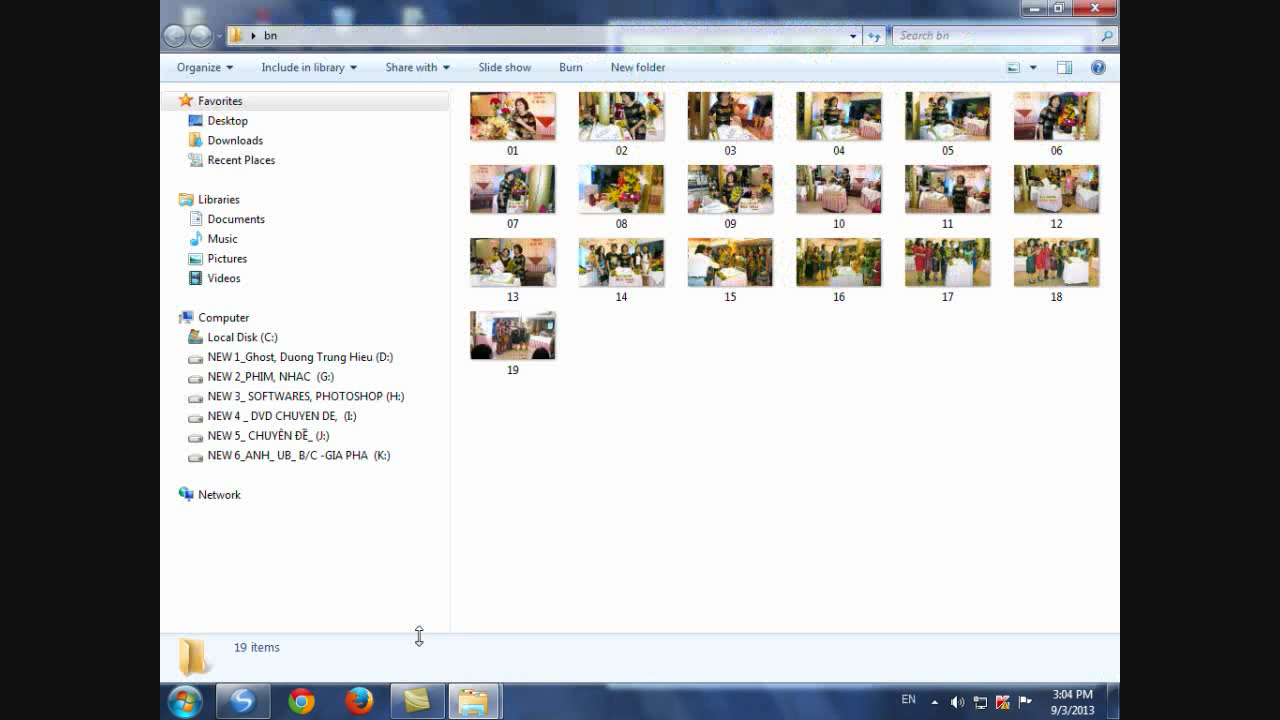 bn
Search bn
Organize Include in library Share with Slide show Burn New folder
Favorites
Desktop
Downloads
Recent Places
Libraries
Documents
Music
Pictures
Videos
Computer
Local Disk (C:)
NEW 1_Ghost, Duong Trung Hieu (D:)
NEW 2_PHIM, NHAC (G:)
NEW 3_ SOFTWARES, PHOTOSHOP (H:)
NEW 4 _ DVD CHUYEN DE, (I:)
NEW 5_ CHUYÊN ĐỀ_ (J:)
NEW 6_ANH_ UB_ B/C -GIA PHA (K:)
Network
01 02 03 04 05 06
07 08 09 10 11 12
13 14 15 16 17 18
19
19 items
EN
3:04 PM
9/3/2013